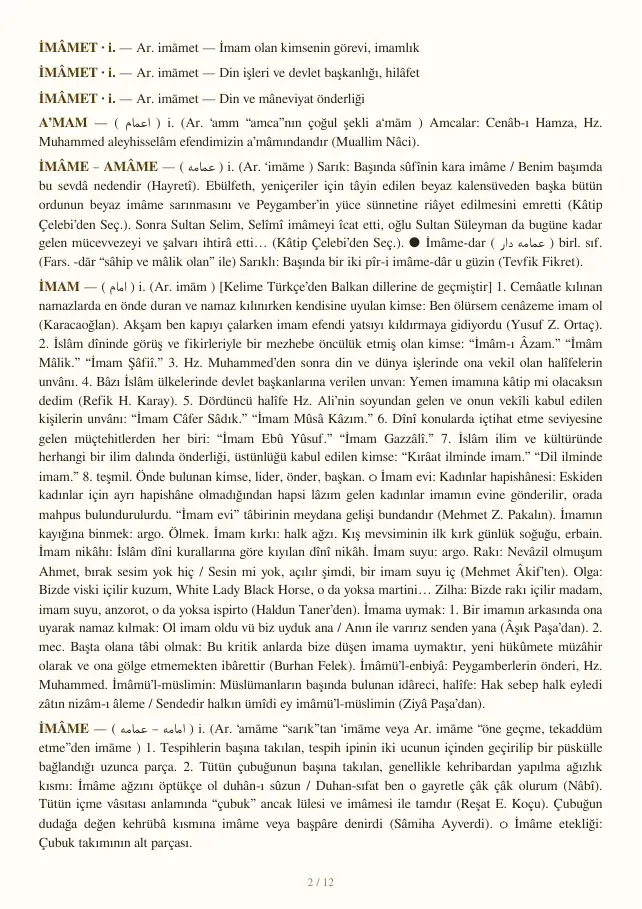 İMÂMET · i. — Ar. imāmet — İmam olan kimsenin görevi, imamlık
İMÂMET · i. — Ar. imāmet — Din işleri ve devlet başkanlığı, hilâfet
İMÂMET · i. — Ar. imāmet — Din ve mâneviyat önderliği
A’MAM — ( اعمام ) i. (Ar. ‘amm “amca”nın çoğul şekli a‘mām ) Amcalar: Cenâb-ı Hamza, Hz.
Muhammed aleyhisselâm efendimizin a’mâmındandır (Muallim Nâci).
İMÂME – AMÂME — ( عمامه ) i. (Ar. ‘imāme ) Sarık: Başında sûfînin kara imâme / Benim başımda
bu sevdâ nedendir (Hayretî). Ebülfeth, yeniçeriler için tâyin edilen beyaz kalensüveden başka bütün
ordunun beyaz imâme sarınmasını ve Peygamber’in yüce sünnetine riâyet edilmesini emretti (Kâtip
Çelebi’den Seç.). Sonra Sultan Selim, Selîmî imâmeyi îcat etti, oğlu Sultan Süleyman da bugüne kadar
gelen mücevvezeyi ve şalvarı ihtirâ etti… (Kâtip Çelebi’den Seç.). ● İmâme-dar ( عمامه دار ) birl. sıf.
(Fars. -dār “sâhip ve mâlik olan” ile) Sarıklı: Başında bir iki pîr-i imâme-dâr u güzin (Tevfik Fikret).
İMAM — ( امام ) i. (Ar. imām ) [Kelime Türkçe’den Balkan dillerine de geçmiştir] 1. Cemâatle kılınan
namazlarda en önde duran ve namaz kılınırken kendisine uyulan kimse: Ben ölürsem cenâzeme imam ol
(Karacaoğlan). Akşam ben kapıyı çalarken imam efendi yatsıyı kıldırmaya gidiyordu (Yusuf Z. Ortaç).
2. İslâm dîninde görüş ve fikirleriyle bir mezhebe öncülük etmiş olan kimse: “İmâm-ı Âzam.” “İmâm
Mâlik.” “İmam Şâfiî.” 3. Hz. Muhammed’den sonra din ve dünya işlerinde ona vekil olan halîfelerin
unvânı. 4. Bâzı İslâm ülkelerinde devlet başkanlarına verilen unvan: Yemen imamına kâtip mi olacaksın
dedim (Refik H. Karay). 5. Dördüncü halîfe Hz. Ali’nin soyundan gelen ve onun vekîli kabul edilen
kişilerin unvânı: “İmam Câfer Sâdık.” “İmam Mûsâ Kâzım.” 6. Dînî konularda içtihat etme seviyesine
gelen müçtehitlerden her biri: “İmam Ebû Yûsuf.” “İmam Gazzâlî.” 7. İslâm ilim ve kültüründe
herhangi bir ilim dalında önderliği, üstünlüğü kabul edilen kimse: “Kırâat ilminde imam.” “Dil ilminde
imam.” 8. teşmil. Önde bulunan kimse, lider, önder, başkan. ○ İmam evi: Kadınlar hapishânesi: Eskiden
kadınlar için ayrı hapishâne olmadığından hapsi lâzım gelen kadınlar imamın evine gönderilir, orada
mahpus bulundurulurdu. “İmam evi” tâbirinin meydana gelişi bundandır (Mehmet Z. Pakalın). İmamın
kayığına binmek: argo. Ölmek. İmam kırkı: halk ağzı. Kış mevsiminin ilk kırk günlük soğuğu, erbain.
İmam nikâhı: İslâm dîni kurallarına göre kıyılan dînî nikâh. İmam suyu: argo. Rakı: Nevâzil olmuşum
Ahmet, bırak sesim yok hiç / Sesin mi yok, açılır şimdi, bir imam suyu iç (Mehmet Âkif’ten). Olga:
Bizde viski içilir kuzum, White Lady Black Horse, o da yoksa martini… Zilha: Bizde rakı içilir madam,
imam suyu, anzorot, o da yoksa ispirto (Haldun Taner’den). İmama uymak: 1. Bir imamın arkasında ona
uyarak namaz kılmak: Ol imam oldu vü biz uyduk ana / Anın ile varırız senden yana (Âşık Paşa’dan). 2.
mec. Başta olana tâbi olmak: Bu kritik anlarda bize düşen imama uymaktır, yeni hükûmete müzâhir
olarak ve ona gölge etmemekten ibârettir (Burhan Felek). İmâmü’l-enbiyâ: Peygamberlerin önderi, Hz.
Muhammed. İmâmü’l-müslimin: Müslümanların başında bulunan idâreci, halîfe: Hak sebep halk eyledi
zâtın nizâm-ı âleme / Sendedir halkın ümîdi ey imâmü’l-müslimin (Ziyâ Paşa’dan).
İMÂME — ( امامه – عمامه ) i. (Ar. ‘amāme “sarık”tan ‘imāme veya Ar. imāme “öne geçme, tekaddüm
etme”den imāme ) 1. Tespihlerin başına takılan, tespih ipinin iki ucunun içinden geçirilip bir püskülle
bağlandığı uzunca parça. 2. Tütün çubuğunun başına takılan, genellikle kehribardan yapılma ağızlık
kısmı: İmâme ağzını öptükçe ol duhân-ı sûzun / Duhan-sıfat ben o gayretle çâk çâk olurum (Nâbî).
Tütün içme vâsıtası anlamında “çubuk” ancak lülesi ve imâmesi ile tamdır (Reşat E. Koçu). Çubuğun
dudağa değen kehrübâ kısmına imâme veya başpâre denirdi (Sâmiha Ayverdi). ○ İmâme etekliği:
Çubuk takımının alt parçası.
2 / 12